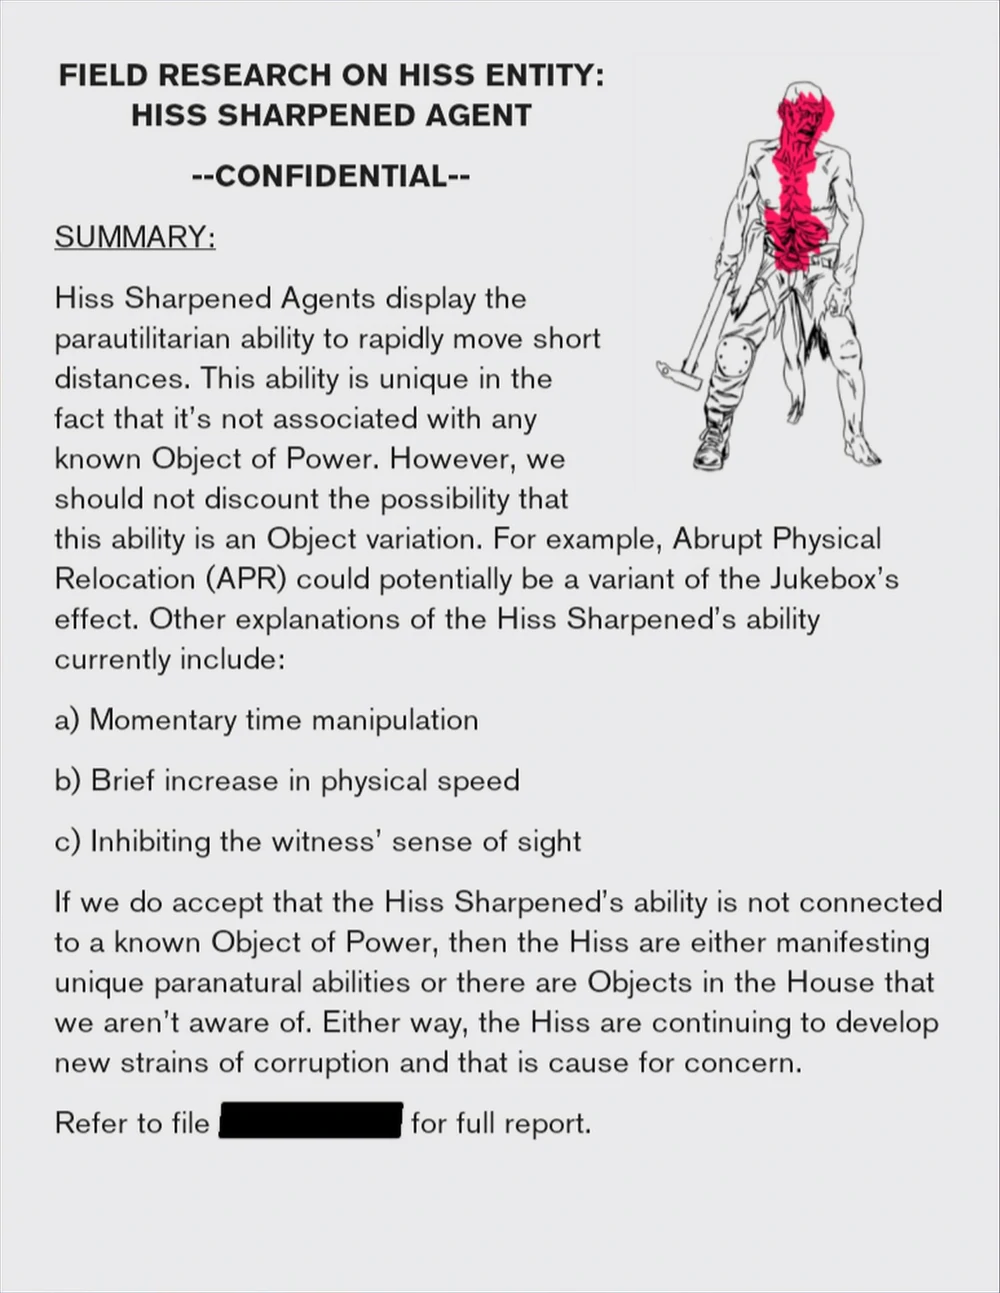 FIELD RESEARCH ON HISS ENTITY:
HISS SHARPENED AGENT
--CONFIDENTIAL--
SUMMARY:
Hiss Sharpened Agents display the
parautilitarian ability to rapidly move short
distances. This ability is unique in the
fact that it's not associated with any
known Object of Power. However, we
should not discount the possibility that
this ability is an Object variation. For example, Abrupt Physical
Relocation (APR) could potentially be a variant of the Jukebox's
effect. Other explanations of the Hiss Sharpened's ability
currently include:
a) Momentary time manipulation
b) Brief increase in physical speed
c) Inhibiting the witness' sense of sight
If we do accept that the Hiss Sharpened's ability is not connected
to a known Object of Power, then the Hiss are either manifesting
unique paranatural abilities or there are Objects in the House that
we aren't aware of. Either way, the Hiss are continuing to develop
new strains of corruption and that is cause for concern.
Refer to file for full report.